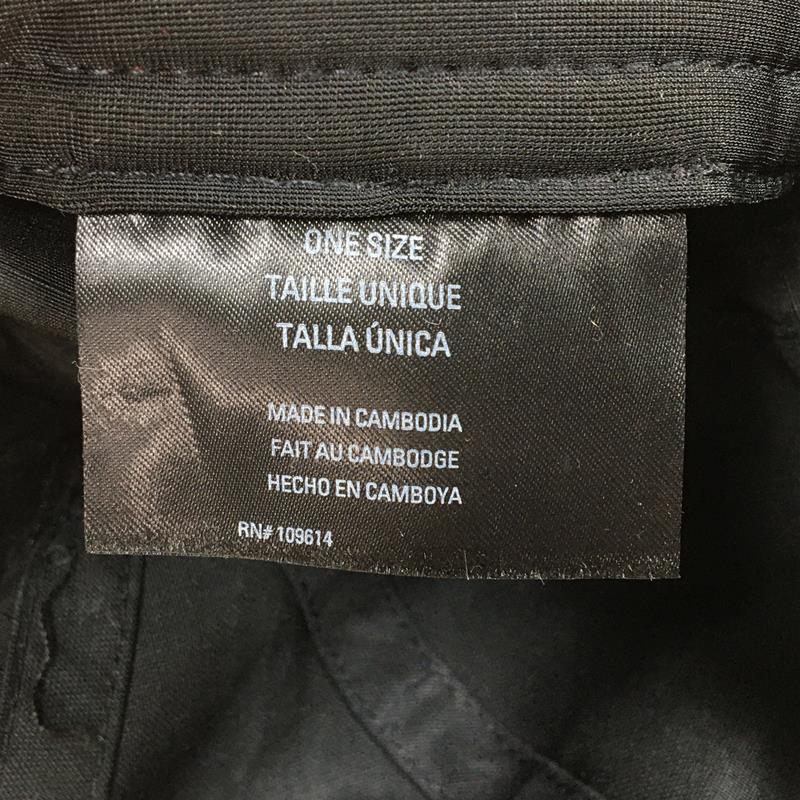 ONE SIZE
TAILLE UNIQUE
TALLA ÚNICA
MADE IN CAMBODIA
FAIT AU CAMBODGE
HECHO EN CAMBOYA
RN# 109614